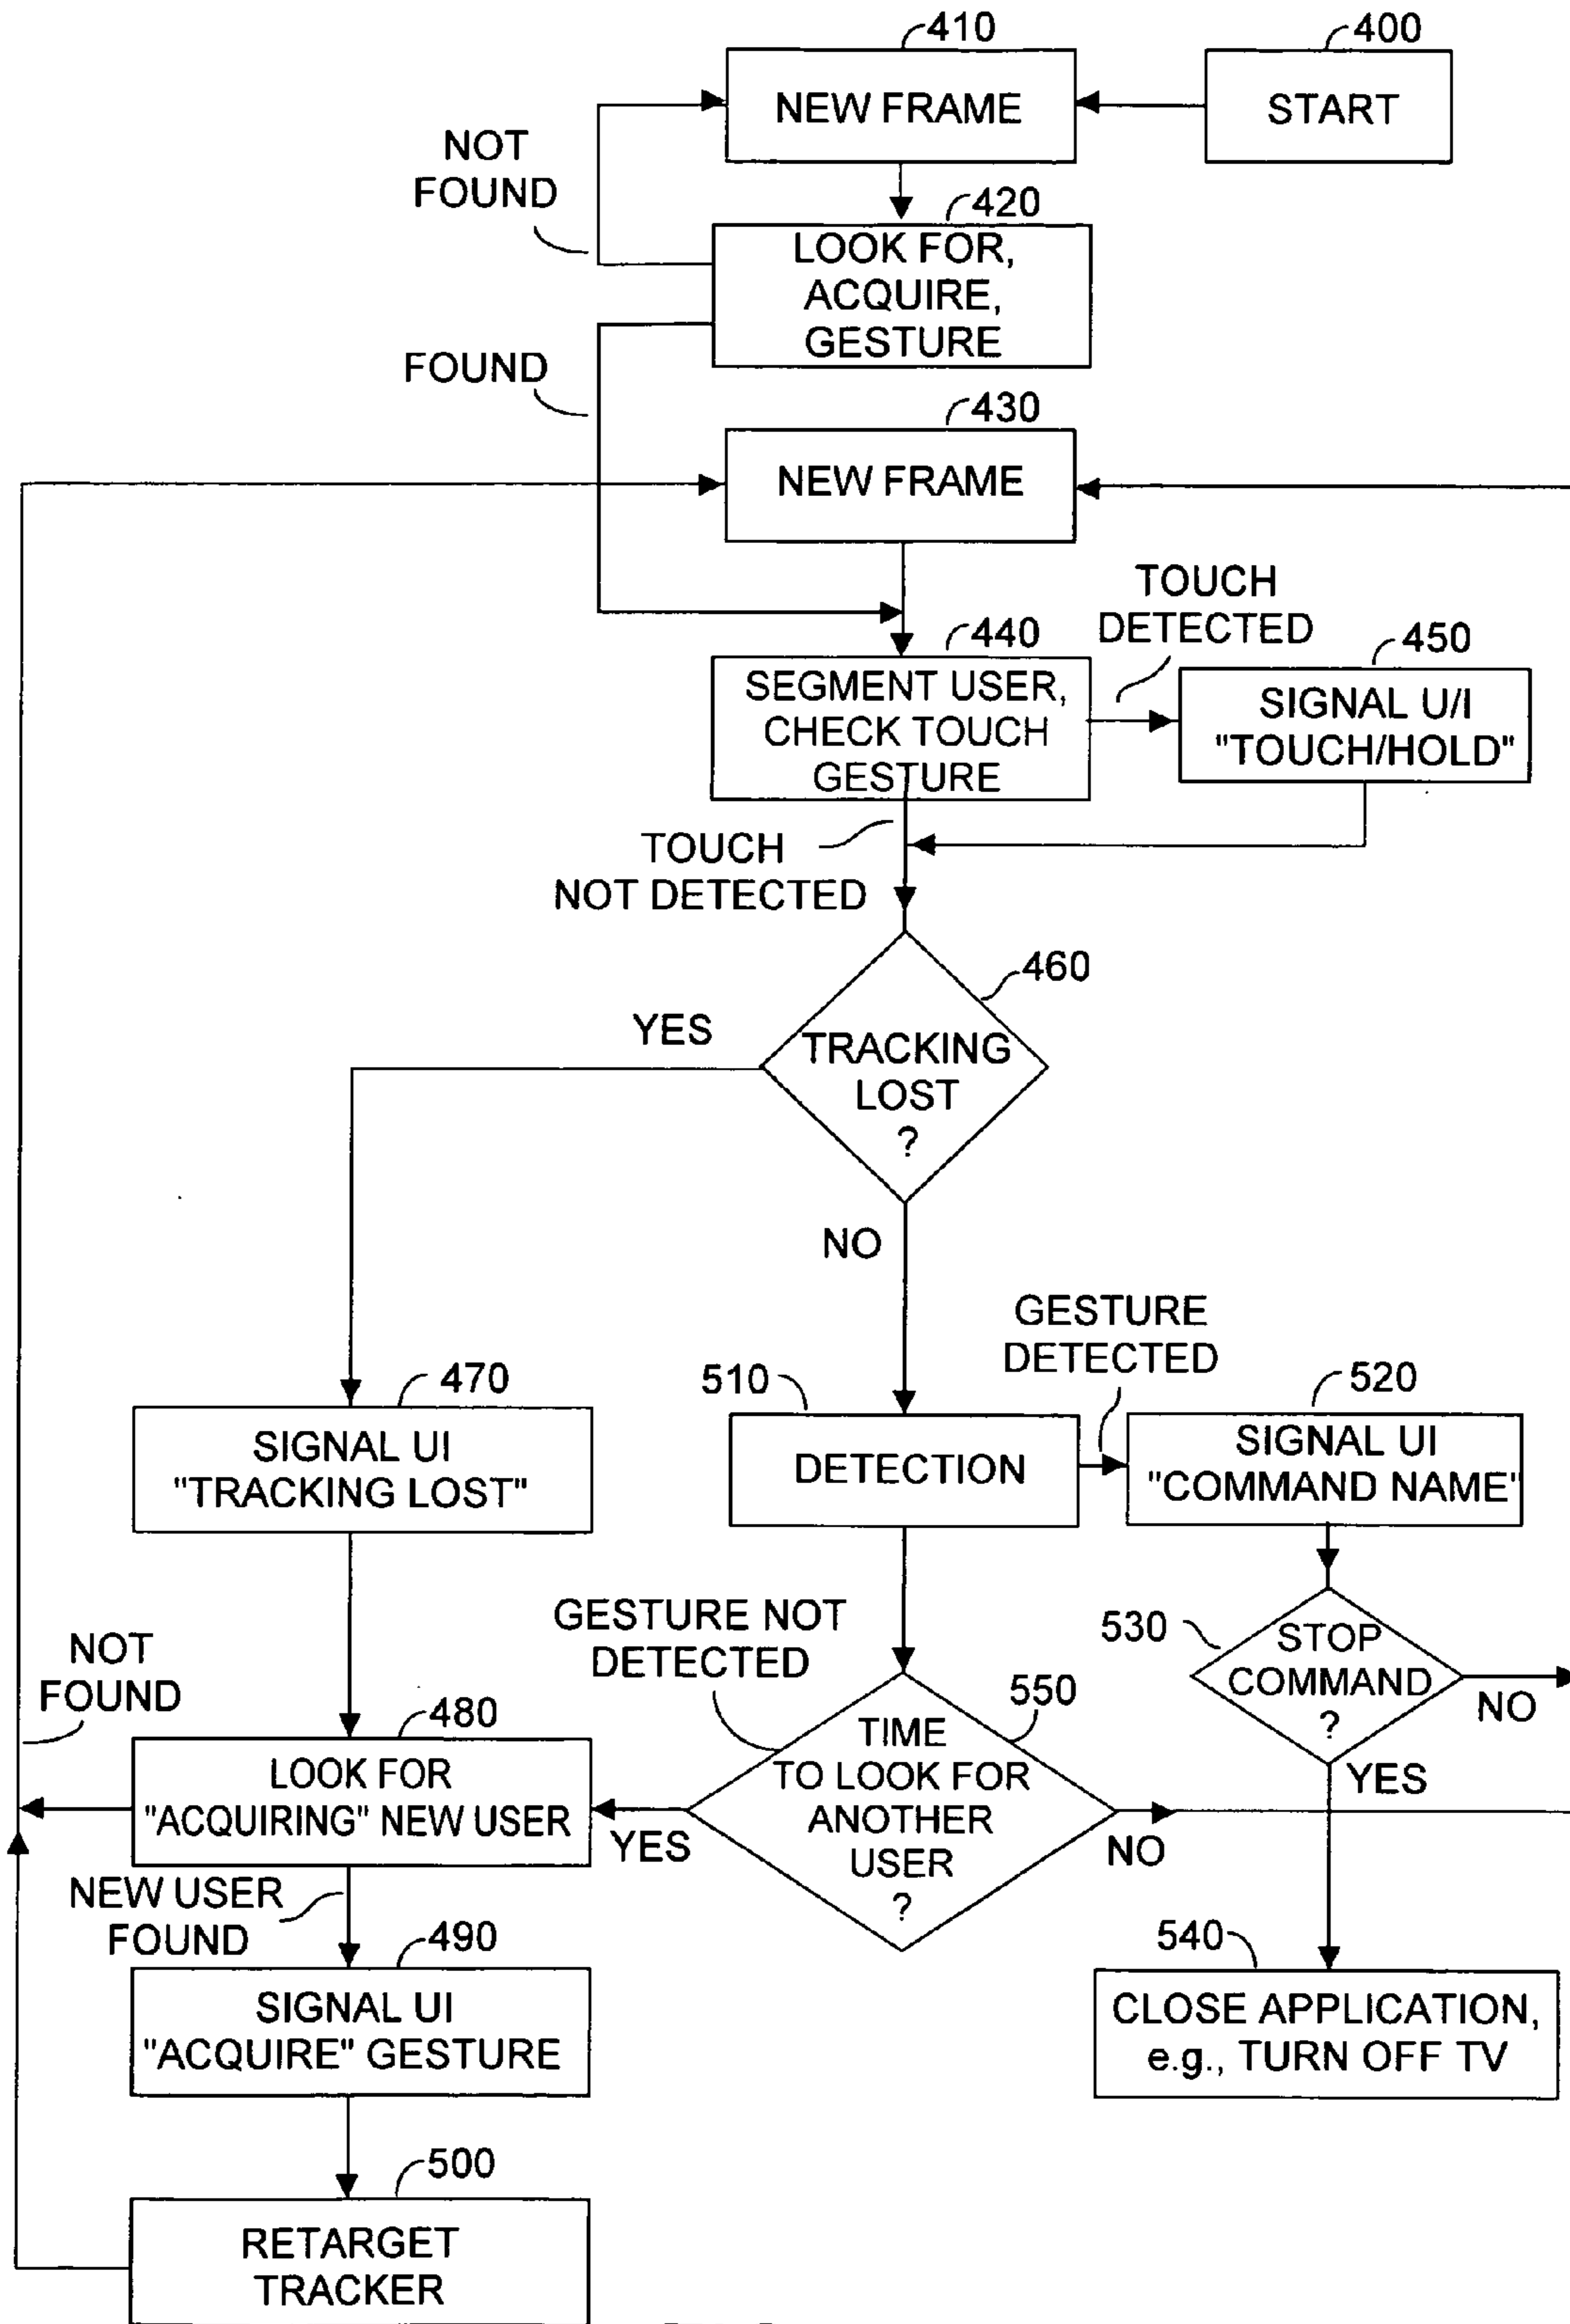 410
400
NEW FRAME
START
NOT
FOUND
420
LOOK FOR,
ACQUIRE,
GESTURE
FOUND
430
NEW FRAME
TOUCH
DETECTED
440
450
SEGMENT USER,
CHECK TOUCH
GESTURE
SIGNAL U/I
"TOUCH/HOLD"
TOUCH
NOT DETECTED
460
YES
TRACKING
LOST
?
NO
GESTURE
DETECTED
470
510
520
SIGNAL UI
"TRACKING LOST"
DETECTION
SIGNAL UI
"COMMAND NAME"
GESTURE NOT
DETECTED
530
STOP
COMMAND
?
NO
YES
NOT
FOUND
480
550
LOOK FOR
"ACQUIRING" NEW USER
TIME
TO LOOK FOR
ANOTHER
USER
?
YES
NO
NEW USER
FOUND
490
540
SIGNAL UI
"ACQUIRE" GESTURE
CLOSE APPLICATION,
e.g., TURN OFF TV
500
RETARGET
TRACKER